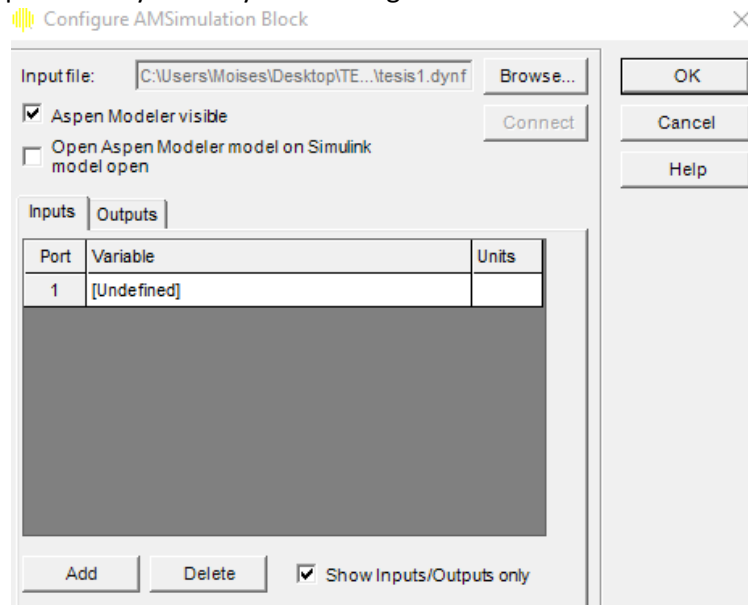 Configure AMSimulation Block
Input file: C:\Users\Moises\Desktop\TE...\tesis1.dynf Browse... OK
Aspen Modeler visible Connect Cancel
Open Aspen Modeler model on Simulink
model open Help
Inputs Outputs
Port Variable Units
1 [Undefined]
Add Delete Show Inputs/Outputs only